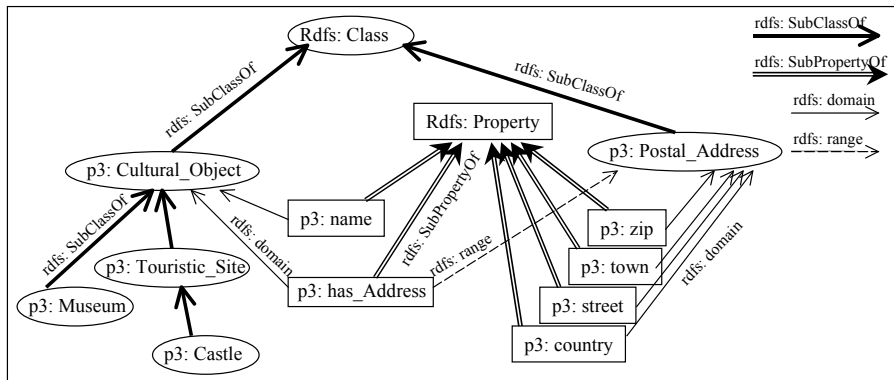 rdfs: SubClassOf
Rdfs: Class
rdfs: SubPropertyOf
rdfs: SubClassOf
rdfs: SubClassOf
rdfs: domain
Rdfs: Property
rdfs: range
p3: Cultural_Object
p3: Postal_Address
rdfs: SubClassOf
rdfs: SubPropertyOf
p3: name
p3: zip
rdfs: domain
rdfs: range
p3: Touristic_Site
p3: town
rdfs: domain
p3: Museum
p3: has_Address
p3: street
p3: Castle
p3: country